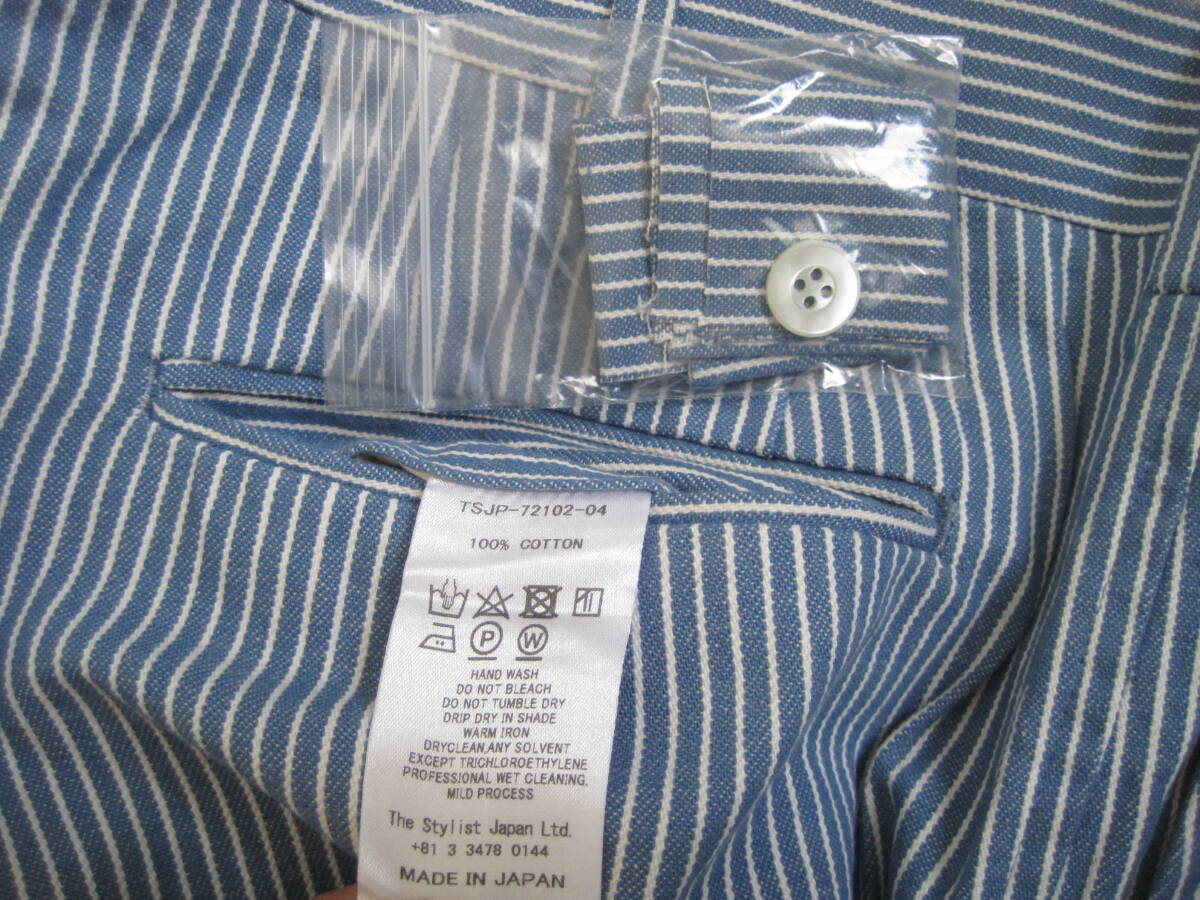 TSJP-72102-04
100% COTTON
P W
HAND WASH
DO NOT BLEACH
DO NOT TUMBLE DRY
DRIP DRY IN SHADE
WARM IRON
DRYCLEAN,ANY SOLVENT
EXCEPT TRICHLOROETHYLENE
PROFESSIONAL WET CLEANING.
MILD PROCESS
The Stylist Japan Ltd.
+81 3 3478 0144
MADE IN JAPAN